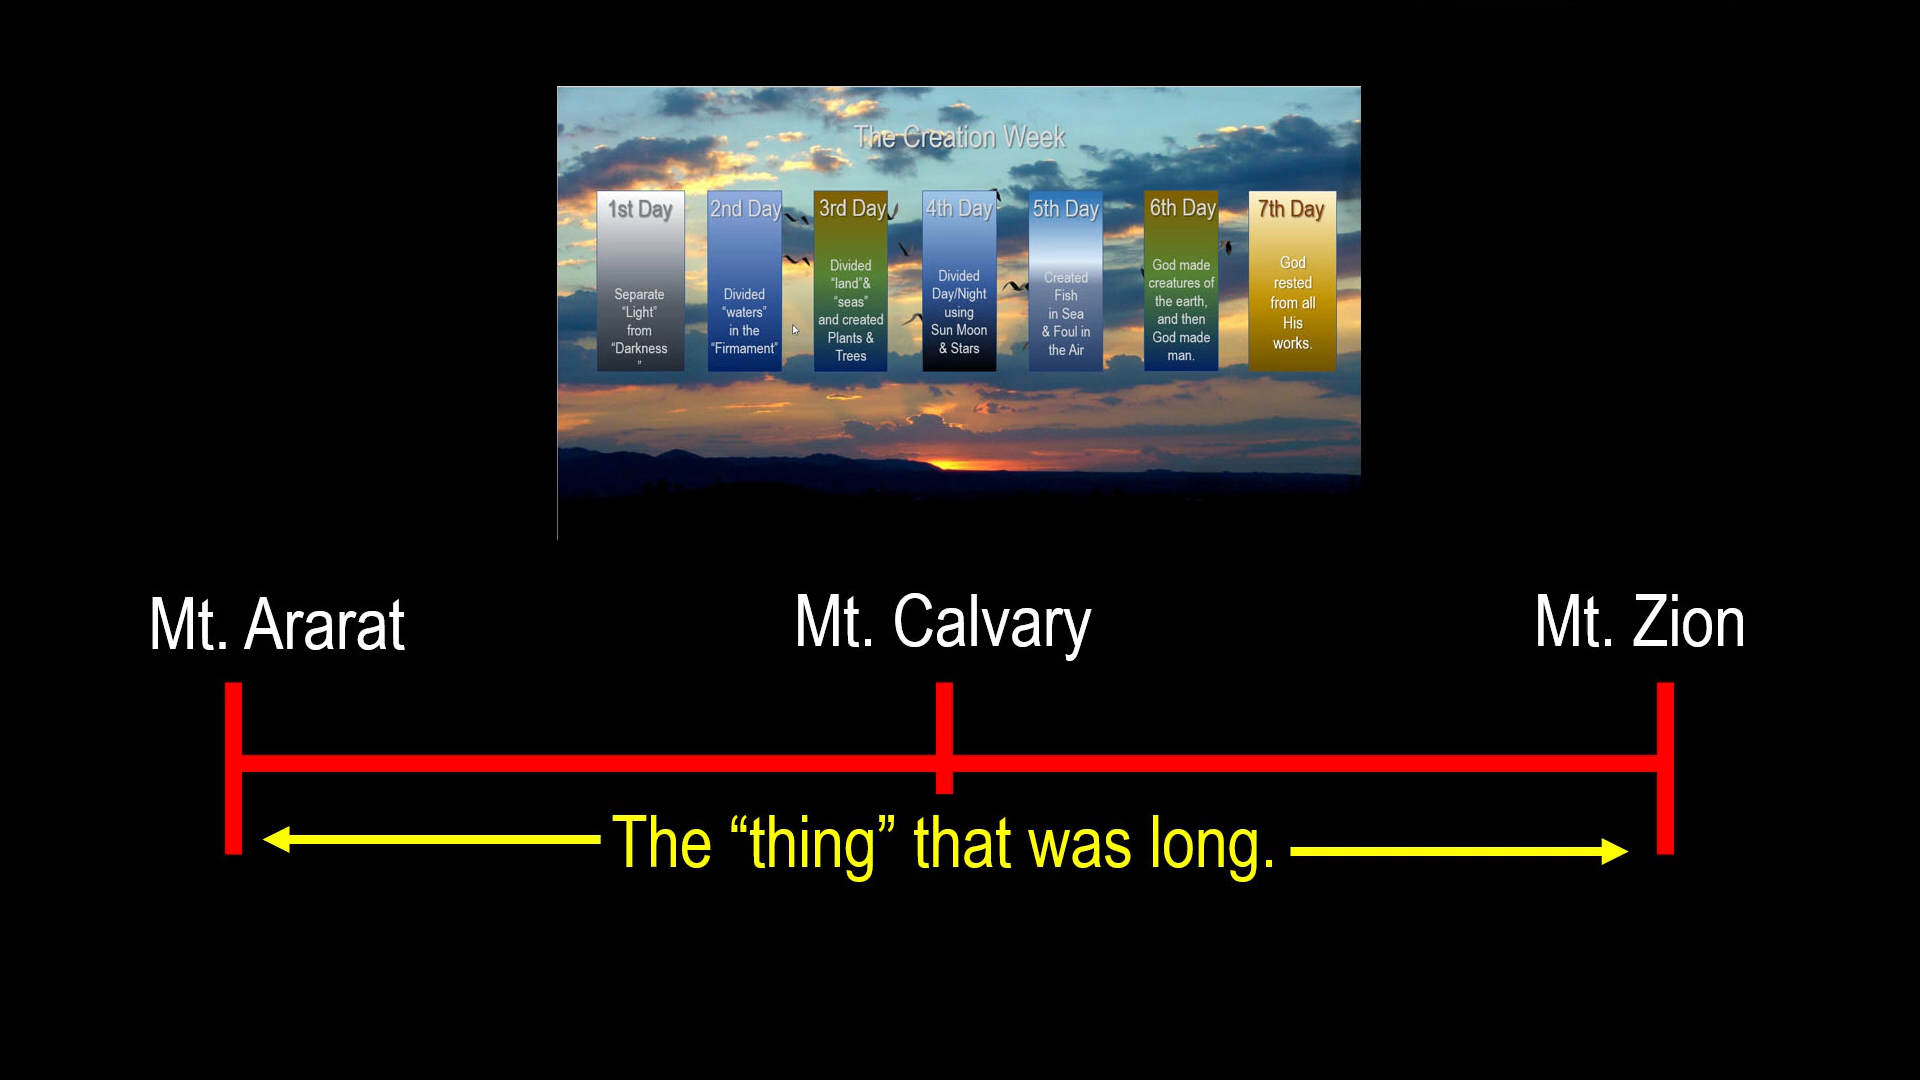 The Creation Week
1st Day
Separate
“Light”
from
“Darkness
”
2nd Day
Divided
“waters”
in the
“Firmament”
3rd Day
Divided
“land”&
“seas”
and created
Plants &
Trees
4th Day
Divided
Day/Night
using
Sun Moon
& Stars
5th Day
Created
Fish
in Sea
& Foul in
the Air
6th Day
God made
creatures of
the earth,
and then
God made
man.
7th Day
God
rested
from all
His
works.
Mt. Ararat
Mt. Calvary
Mt. Zion
The “thing” that was long.